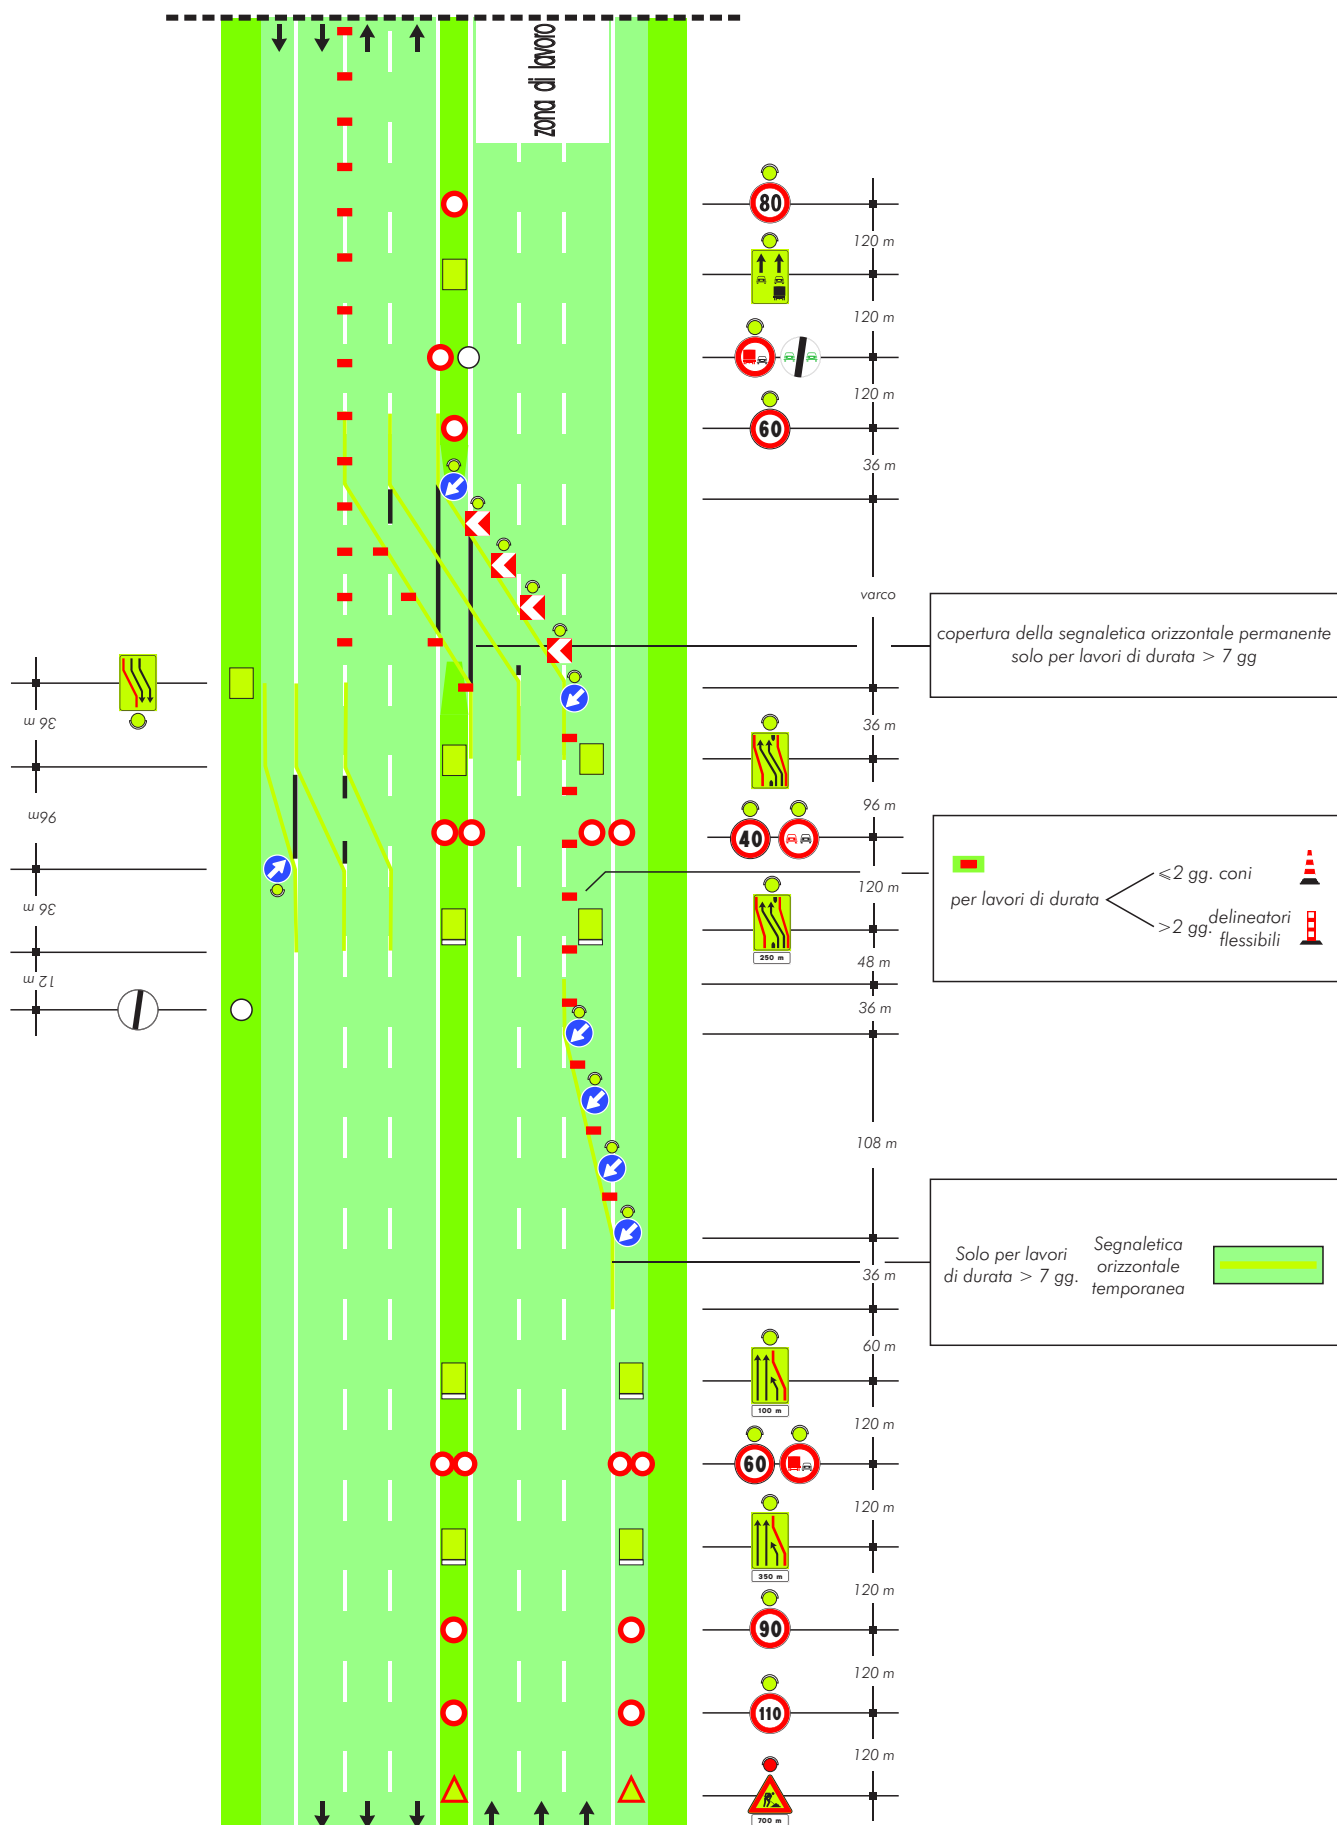 zona di lavoro
80
120 m
120 m
120 m
60
36 m
varco
copertura della segnaletica orizzontale permanente
solo per lavori di durata > 7 gg
36 m
36 m
96m
96 m
40
120 m
per lavori di durata
⩽2 gg. coni
>2 gg. delineatori
flessibili
36 m
250 m
48 m
12 m
36 m
108 m
Solo per lavori
di durata > 7 gg.
Segnaletica
orizzontale
temporanea
36 m
60 m
100 m
120 m
60
120 m
350 m
120 m
90
120 m
110
120 m
700 m